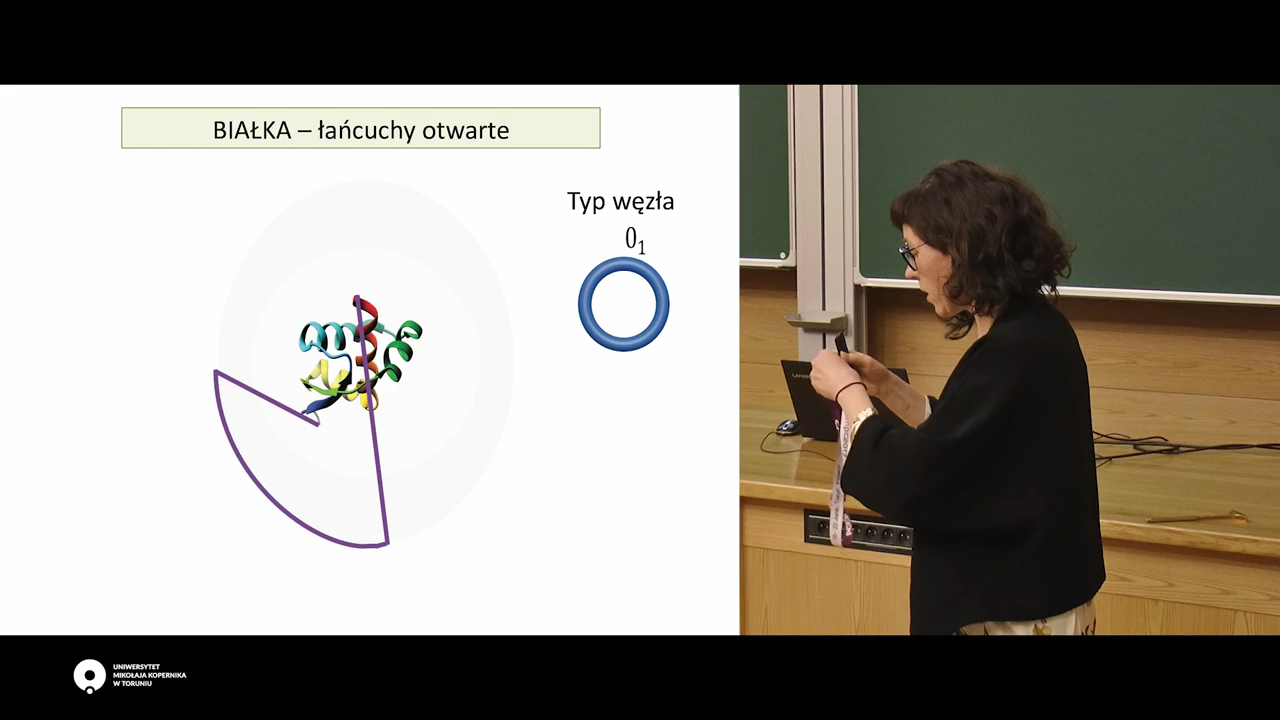 BIAŁKA – łańcuchy otwarte
Typ węzła
0₁
UNIWERSYTET
MIKOŁAJA KOPERNIKA
W TORUNIU